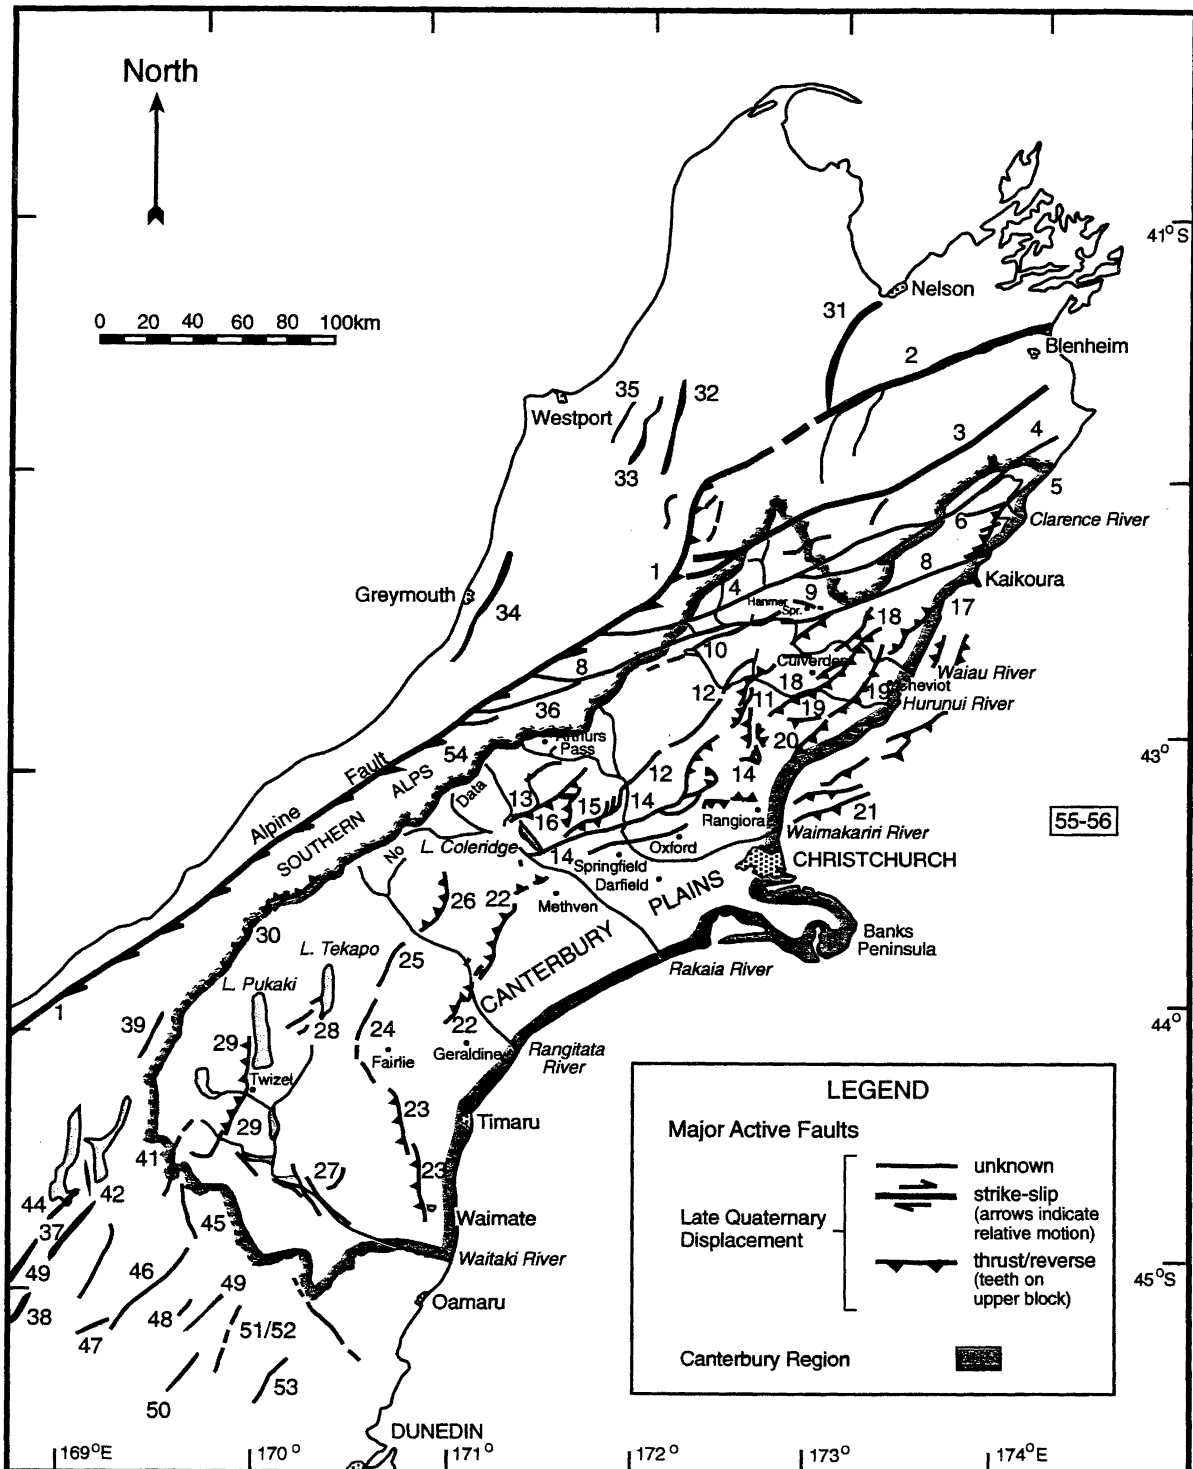 North
41° S
Nelson
31
0 20 40 60 80 100km
2
Blenheim
35
32
Westport
3
4
33
5
6
7
Clarence River
1
8
Kaikoura
4
9
Greymouth
Hanmer
Spr.
17
34
18
10
8
Culverden
Waiau River
12
11
18
19
Cheviot
36
19
Hurunui River
Arthurs
Pass
20
43°
54
Fault
ALPS
12
14
Data
13
15
14
Alpine
16
Rangiora
21
55-56
SOUTHERN
Waimakariri River
No
L. Coleridge
14
Oxford
Springfield
CHRISTCHURCH
Darfield
PLAINS
26
22
Methven
30
Banks
Peninsula
L. Tekapo
25
CANTERBURY
Rakaia River
L. Pukaki
1
39
28
24
22
44°
29
Fairlie
Geraldine
Rangitata
River
Twizel
LEGEND
23
29
Timaru
Major Active Faults
41
27
23
unknown
42
44
strike-slip
(arrows indicate
relative motion)
37
45
Waimate
Late Quaternary
Displacement
Waitaki River
49
46
thrust/reverse
(teeth on
upper block)
45°S
49
38
48
Oamaru
51/52
47
Canterbury Region
53
50
DUNEDIN
169°E
170°
171°
172°
173°
174°E